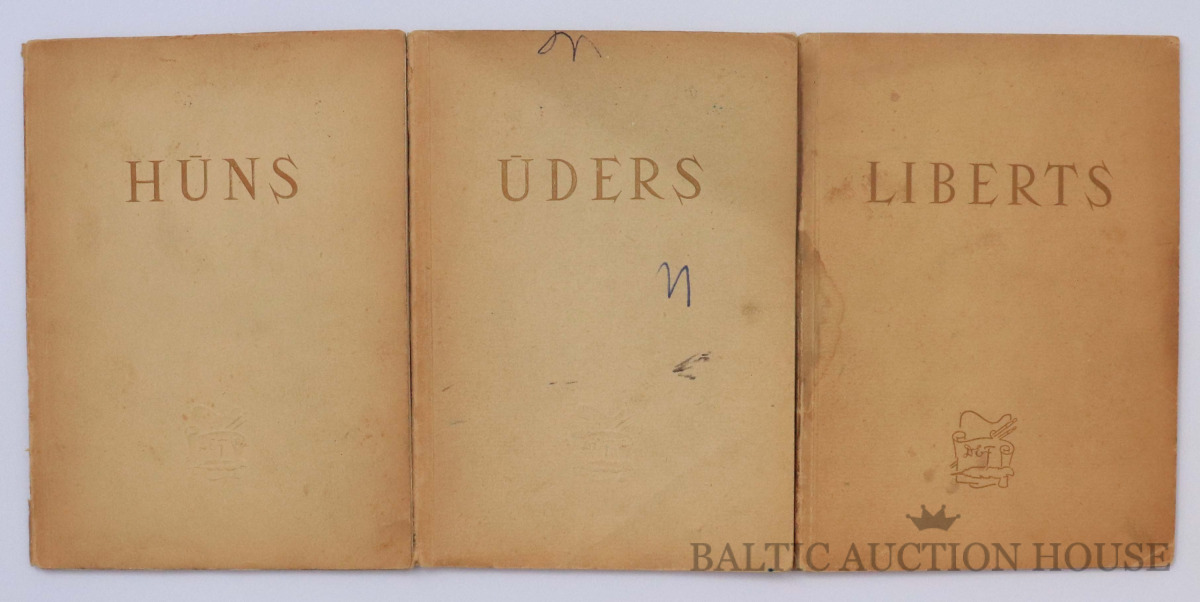 HŪNS
ŪDERS
LIBERTS
BALTIC AUCTION HOUSE